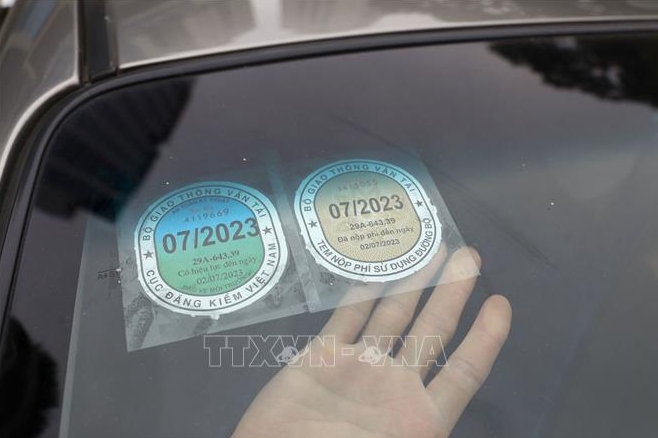 BỘ GIAO THÔNG VẬN TẢI
4119669
07/2023
29A-643.39
Có hiệu lực đến ngày
02/07/2023
CỤC ĐĂNG KIỂM VIỆT NAM
BỘ GIAO THÔNG VẬN TẢI
07/2023
29A-643.39
Đã nộp phí đến ngày
02/07/2023
TEM NỘP PHÍ SỬ DỤNG ĐƯỜNG BỘ
TTXVN-VNA